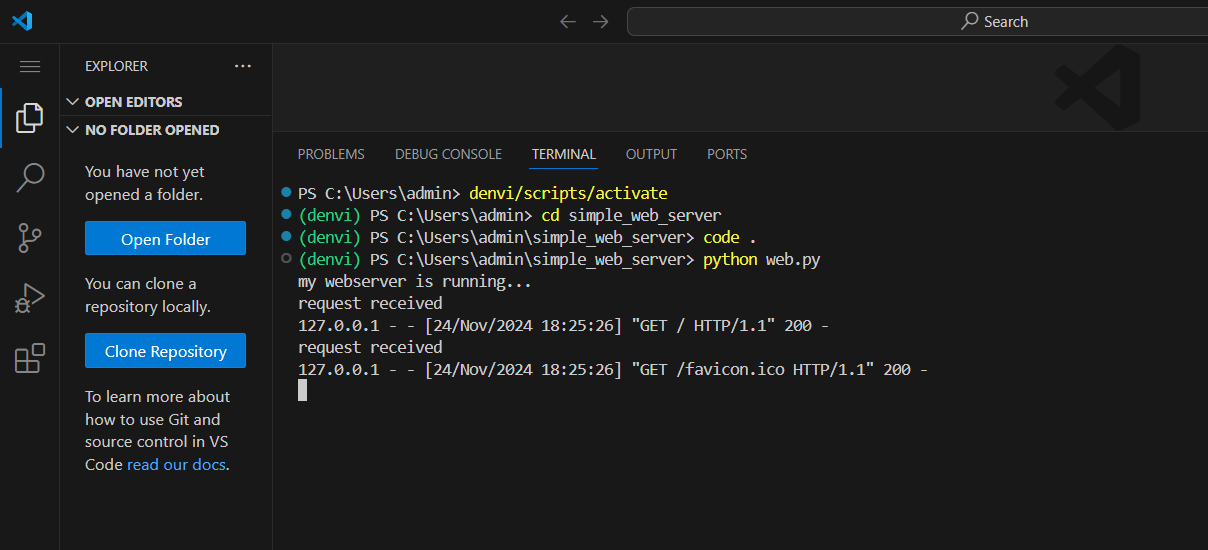 Search
EXPLORER ...
OPEN EDITORS
NO FOLDER OPENED
You have not yet
opened a folder.
Open Folder
You can clone a
repository locally.
Clone Repository
To learn more about
how to use Git and
source control in VS
Code read our docs.
PROBLEMS DEBUG CONSOLE TERMINAL OUTPUT PORTS
PS C:\Users\admin> denvi/scripts/activate
(denvi) PS C:\Users\admin> cd simple_web_server
(denvi) PS C:\Users\admin\simple_web_server> code .
(denvi) PS C:\Users\admin\simple_web_server> python web.py
my webserver is running...
request received
127.0.0.1 - - [24/Nov/2024 18:25:26] "GET / HTTP/1.1" 200 -
request received
127.0.0.1 - - [24/Nov/2024 18:25:26] "GET /favicon.ico HTTP/1.1" 200 -